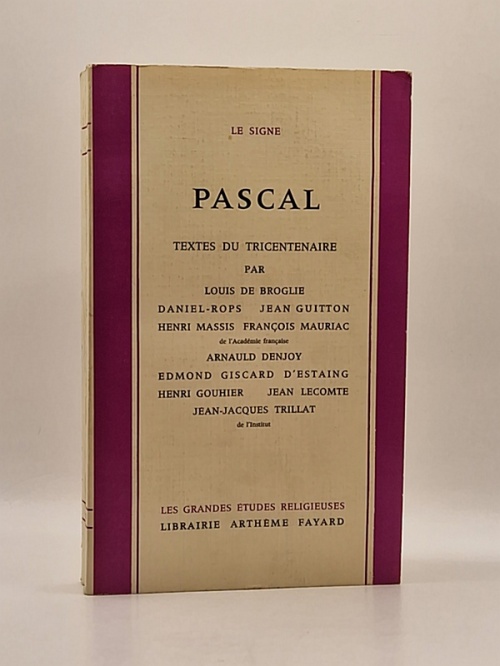 LE SIGNE
PASCAL
TEXTES DU TRICENTENAIRE
PAR
LOUIS DE BROGLIE
DANIEL-ROPS JEAN GUITTON
HENRI MASSIS FRANÇOIS MAURIAC
de l'Académie française
ARNAULD DENJOY
EDMOND GISCARD D'ESTAING
HENRI GOUHIER JEAN LECOMTE
JEAN-JACQUES TRILLAT
de l'Institut
LES GRANDES ETUDES RELIGIEUSES
LIBRAIRIE ARTHÈME FAYARD